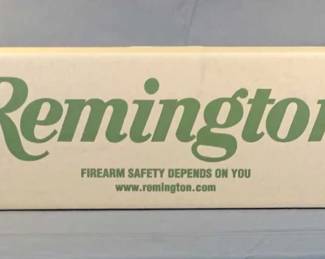 Remington
FIREARM SAFETY DEPENDS ON YOU
www.remington.com